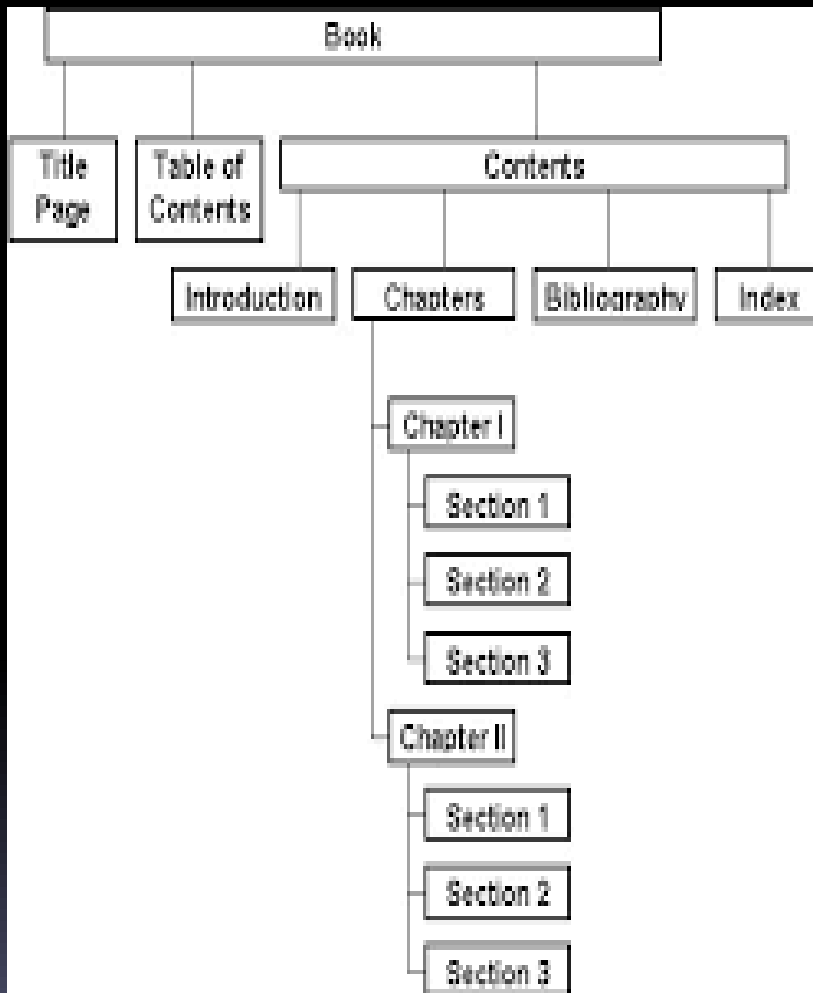 Book
Title
Page
Table of
Contents
Contents
Introduction
Chapters
Bibliography
Index
Chapter I
Section 1
Section 2
Section 3
Chapter II
Section 1
Section 2
Section 3